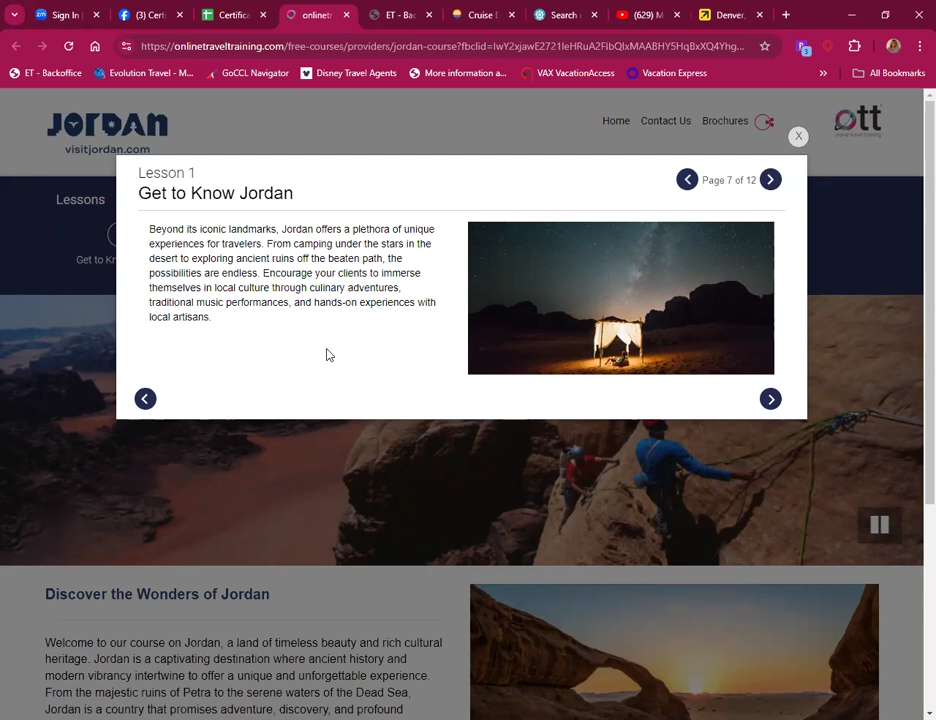 Sign In |
(3) Certi
Certifica
onlinetr
ET - Bac
Cruise D
Search r
(629) M
Denver,
https://onlinetraveltraining.com/free-courses/providers/jordan-course?fbclid=IwY2xjawE2721leHRuA2FlbQIxMAABHY5HqBxXQ4Yhg...
3
ET - Backoffice
Evolution Travel - M...
GoCCL Navigator
Disney Travel Agents
More information a...
VAX VacationAccess
Vacation Express
All Bookmarks
JORDAN
visitjordan.com
Home
Contact Us
Brochures
ott
X
Lessons
Get to Kn
Lesson 1
Get to Know Jordan
Page 7 of 12
Beyond its iconic landmarks, Jordan offers a plethora of unique
experiences for travelers. From camping under the stars in the
desert to exploring ancient ruins off the beaten path, the
possibilities are endless. Encourage your clients to immerse
themselves in local culture through culinary adventures,
traditional music performances, and hands-on experiences with
local artisans.
Discover the Wonders of Jordan
Welcome to our course on Jordan, a land of timeless beauty and rich cultural
heritage. Jordan is a captivating destination where ancient history and
modern vibrancy intertwine to offer a unique and unforgettable experience.
From the majestic ruins of Petra to the serene waters of the Dead Sea,
Jordan is a country that promises adventure, discovery, and profound